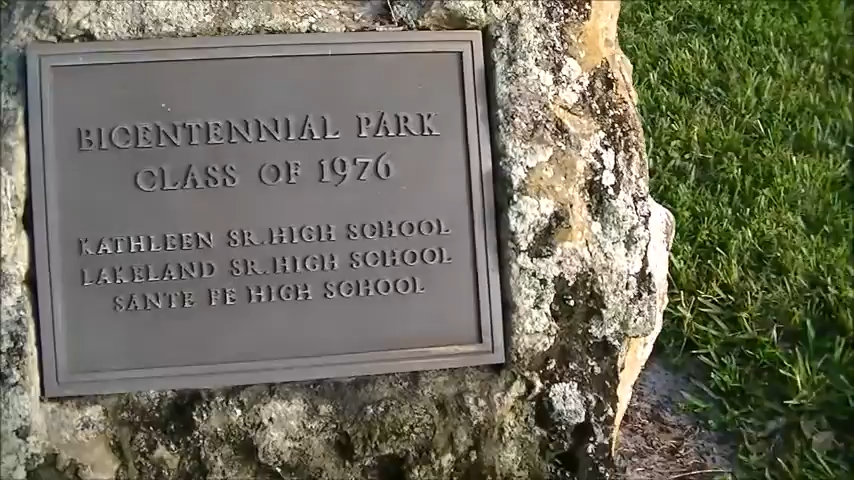 BICENTENNIAL PARK
CLASS OF 1976
KATHLEEN SR. HIGH SCHOOL
LAKELAND SR. HIGH SCHOOL
SANTE FE HIGH SCHOOL